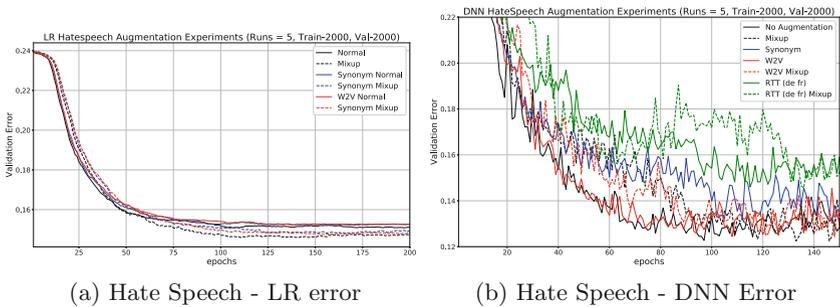 LR Hatespeech Augmentation Experiments (Runs = 5, Train-2000, Val-2000)
0.24
0.22
0.20
0.18
0.16
Validation Error
25
50
75
100
125
150
175
200
epochs
Normal
Mixup
Synonym Normal
Synonym Mixup
W2V Normal
Synonym Mixup
(a) Hate Speech - LR error
DNN HateSpeech Augmentation Experiments (Runs = 5, Train-2000, Val-2000)
0.22
0.20
0.18
0.16
0.14
0.12
Validation Error
20
40
60
80
100
120
140
epochs
No Augmentation
Mixup
Synonym
W2V
W2V Mixup
RTT (de fr)
RTT (de fr) Mixup
(b) Hate Speech - DNN Error